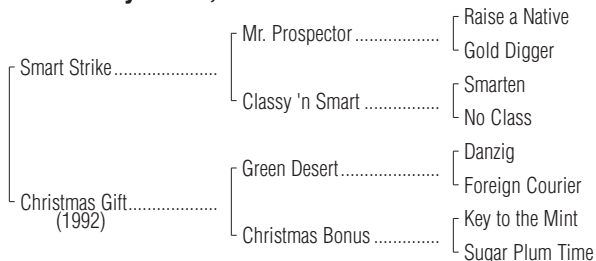 Raise a Native
Mr. Prospector
Gold Digger
Smart Strike
Smarten
Classy 'n Smart
No Class
Danzig
Green Desert
Foreign Courier
Christmas Gift
(1992)
Key to the Mint
Christmas Bonus
Sugar Plum Time